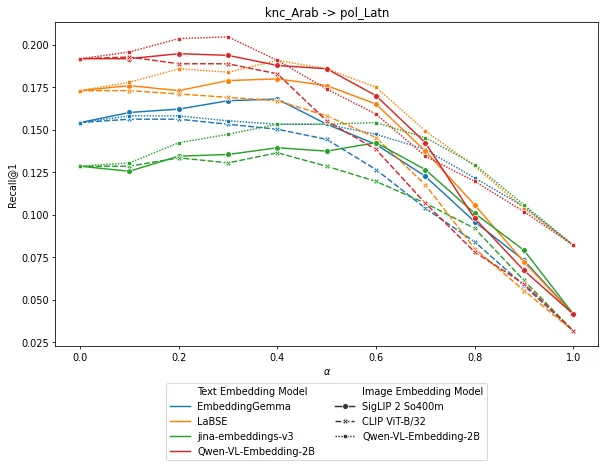 knc_Arab -> pol_Latn
Recall@1
0.200
0.175
0.150
0.125
0.100
0.075
0.050
0.025
0.0 0.2 0.4 0.6 0.8 1.0
α
Text Embedding Model Image Embedding Model
EmbeddingGemma SigLIP 2 So400m
LaBSE CLIP ViT-B/32
jina-embeddings-v3 Qwen-VL-Embedding-2B
Qwen-VL-Embedding-2B